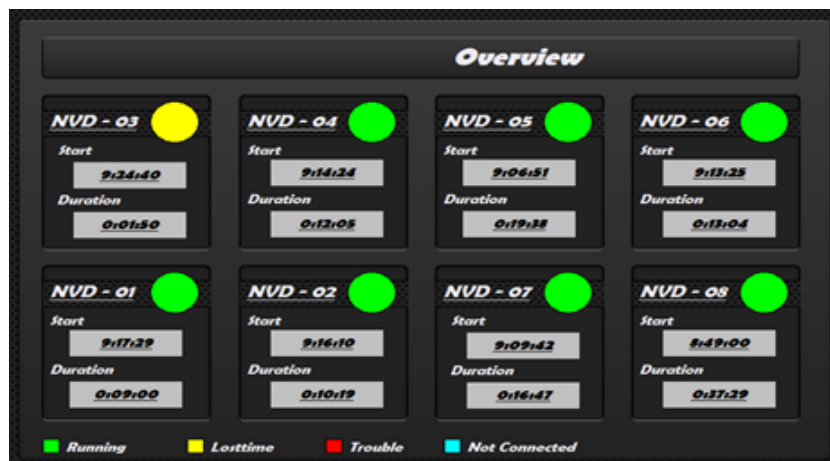 Overview
NVD - 03
NVD - 04
NVD - 05
NVD - 06
Start
Start
Start
Start
9:24:40
9:14:24
9:06:51
9:13:25
Duration
Duration
Duration
Duration
0:01:50
0:12:05
0:19:38
0:13:04
NVD - 01
NVD - 02
NVD - 07
NVD - 08
Start
Start
Start
Start
9:17:29
9:16:10
9:09:42
8:49:00
Duration
Duration
Duration
Duration
0:09:00
0:10:19
0:16:47
0:37:29
Running
Losttime
Trouble
Not Connected